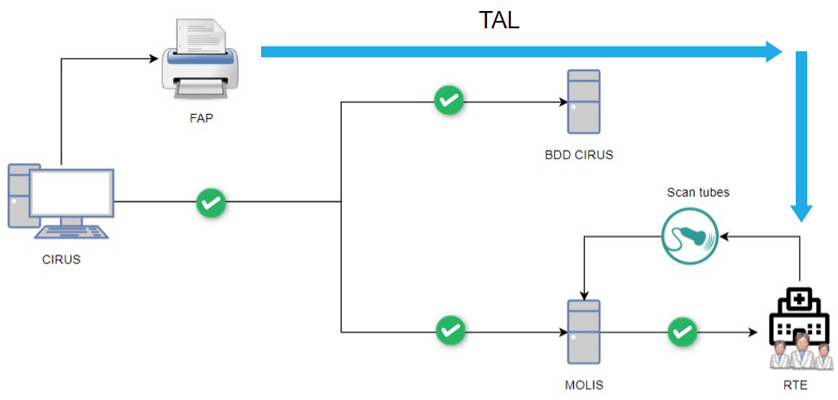 TAL
FAP
BDD CIRUS
Scan tubes
CIRUS
MOLIS
RTE